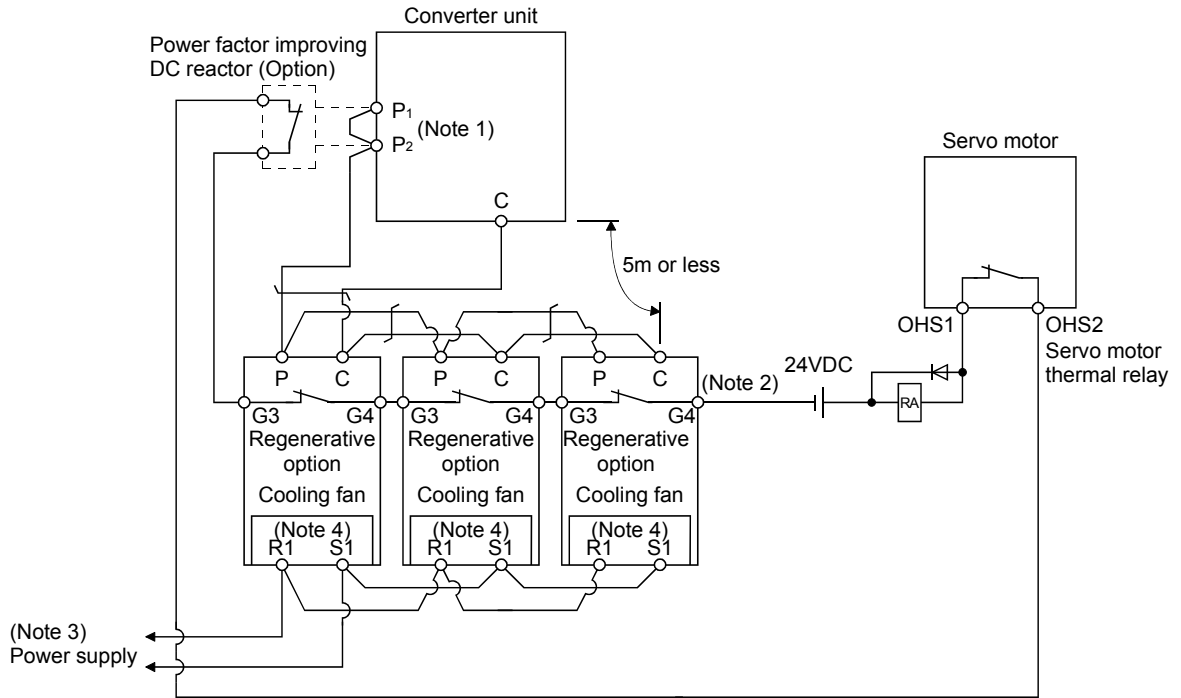 Converter unit
Power factor improving
DC reactor (Option)
P1
(Note 1)
P2
C
5m or less
Servo motor
OHS1
OHS2
Servo motor
thermal relay
24VDC
RA
(Note 2)
P C
P C
P C
G3 G4
G3 G4
G3 G4
Regenerative
option
Regenerative
option
Regenerative
option
Cooling fan
Cooling fan
Cooling fan
(Note 4)
(Note 4)
(Note 4)
R1 S1
R1 S1
R1 S1
(Note 3)
Power supply